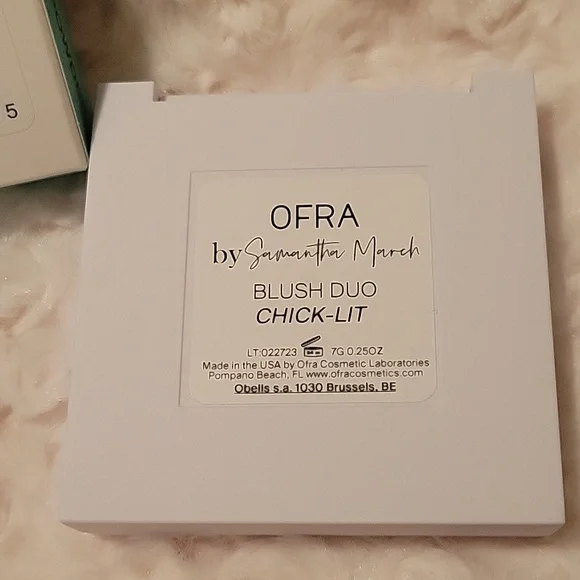 5
OFRA
by Samantha March
BLUSH DUO
CHICK-LIT
LT:022723 7G 0.25OZ
Made in the USA by Ofra Cosmetic Laboratories
Pompano Beach, FL www.ofracosmetics.com
Obells s.a. 1030 Brussels, BE